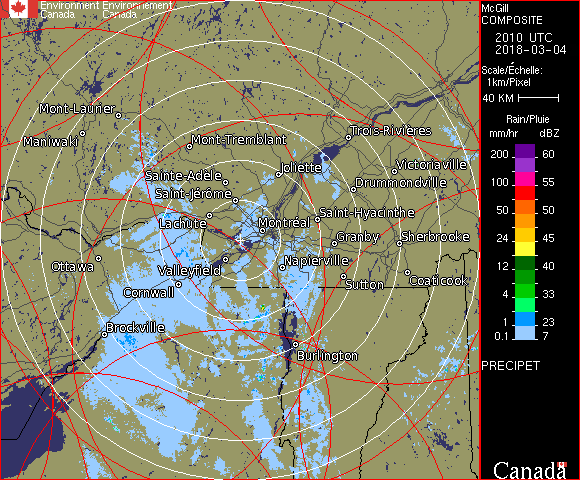 Environment Environnement
Canada Canada
McGill
COMPOSITE
2010 UTC
2018-03-04
Scale/Échelle:
1km/Pixel
40 KM
Rain/Pluie
mm/hr dBZ
200 60
100 55
50 50
24 45
12 40
4 33
1 23
0.1 7
PRECIPET
Canada
Mont-Laurier
Maniwaki
Mont-Tremblant
Trois-Rivières
Sainte-Adèle
Joliette
Victoriaville
Saint-Jérôme
Drummondville
Lachute
Montréal
Saint-Hyacinthe
Granby
Sherbrooke
Ottawa
Valleyfield
Napierville
Sutton
Coaticook
Cornwall
Brockville
Burlington